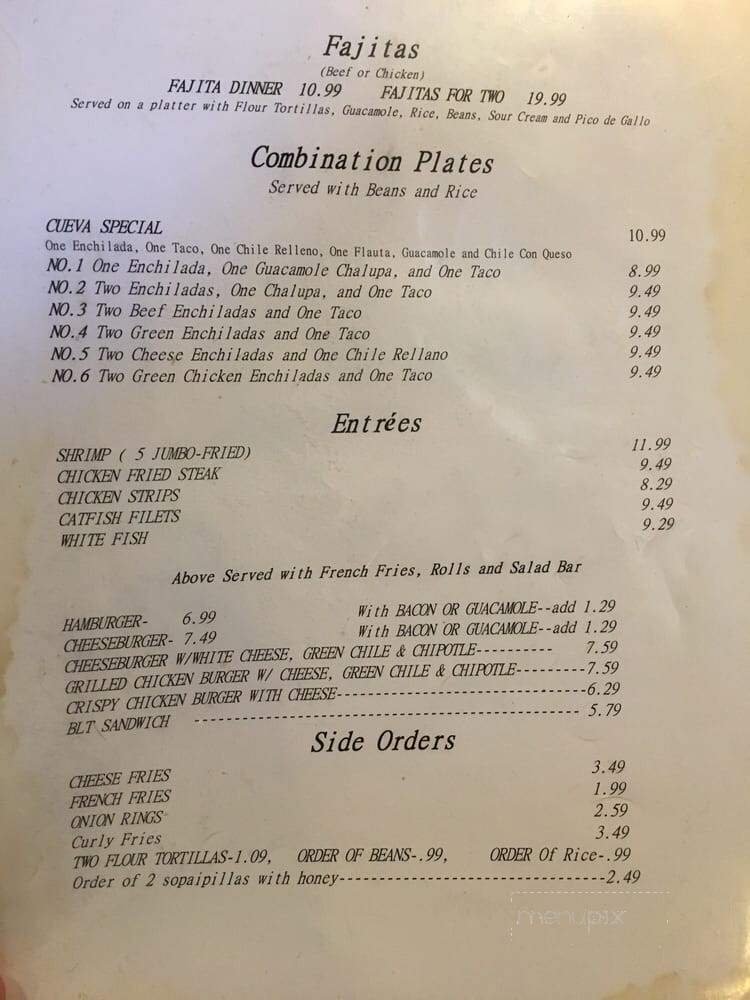 Fajitas
(Beef or Chicken)
FAJITA DINNER 10.99 FAJITAS FOR TWO 19.99
Served on a platter with Flour Tortillas, Guacamole, Rice, Beans, Sour Cream and Pico de Gallo
Combination Plates
Served with Beans and Rice
CUEVA SPECIAL 10.99
One Enchilada, One Taco, One Chile Relleno, One Flauta, Guacamole and Chile Con Queso
NO.1 One Enchilada, One Guacamole Chalupa, and One Taco 8.99
NO.2 Two Enchiladas, One Chalupa, and One Taco 9.49
NO.3 Two Beef Enchiladas and One Taco 9.49
NO.4 Two Green Enchiladas and One Taco 9.49
NO.5 Two Cheese Enchiladas and One Chile Rellano 9.49
NO.6 Two Green Chicken Enchiladas and One Taco 9.49
Entrées
SHRIMP ( 5 JUMBO-FRIED) 11.99
CHICKEN FRIED STEAK 9.49
CHICKEN STRIPS 8.29
CATFISH FILETS 9.49
WHITE FISH 9.29
Above Served with French Fries, Rolls and Salad Bar
HAMBURGER- 6.99 With BACON OR GUACAMOLE--add 1.29
CHEESEBURGER- 7.49 With BACON OR GUACAMOLE--add 1.29
CHEESEBURGER W/WHITE CHEESE, GREEN CHILE & CHIPOTLE---------- 7.59
GRILLED CHICKEN BURGER W/ CHEESE, GREEN CHILE & CHIPOTLE---------7.59
CRISPY CHICKEN BURGER WITH CHEESE-------------------------------6.29
BLT SANDWICH ------------------------------------------------ 5.79
Side Orders
CHEESE FRIES 3.49
FRENCH FRIES 1.99
ONION RINGS 2.59
Curly Fries 3.49
TWO FLOUR TORTILLAS-1.09, ORDER OF BEANS-.99, ORDER Of Rice-.99
Order of 2 sopaipillas with honey---------------------------------2.49
menupix